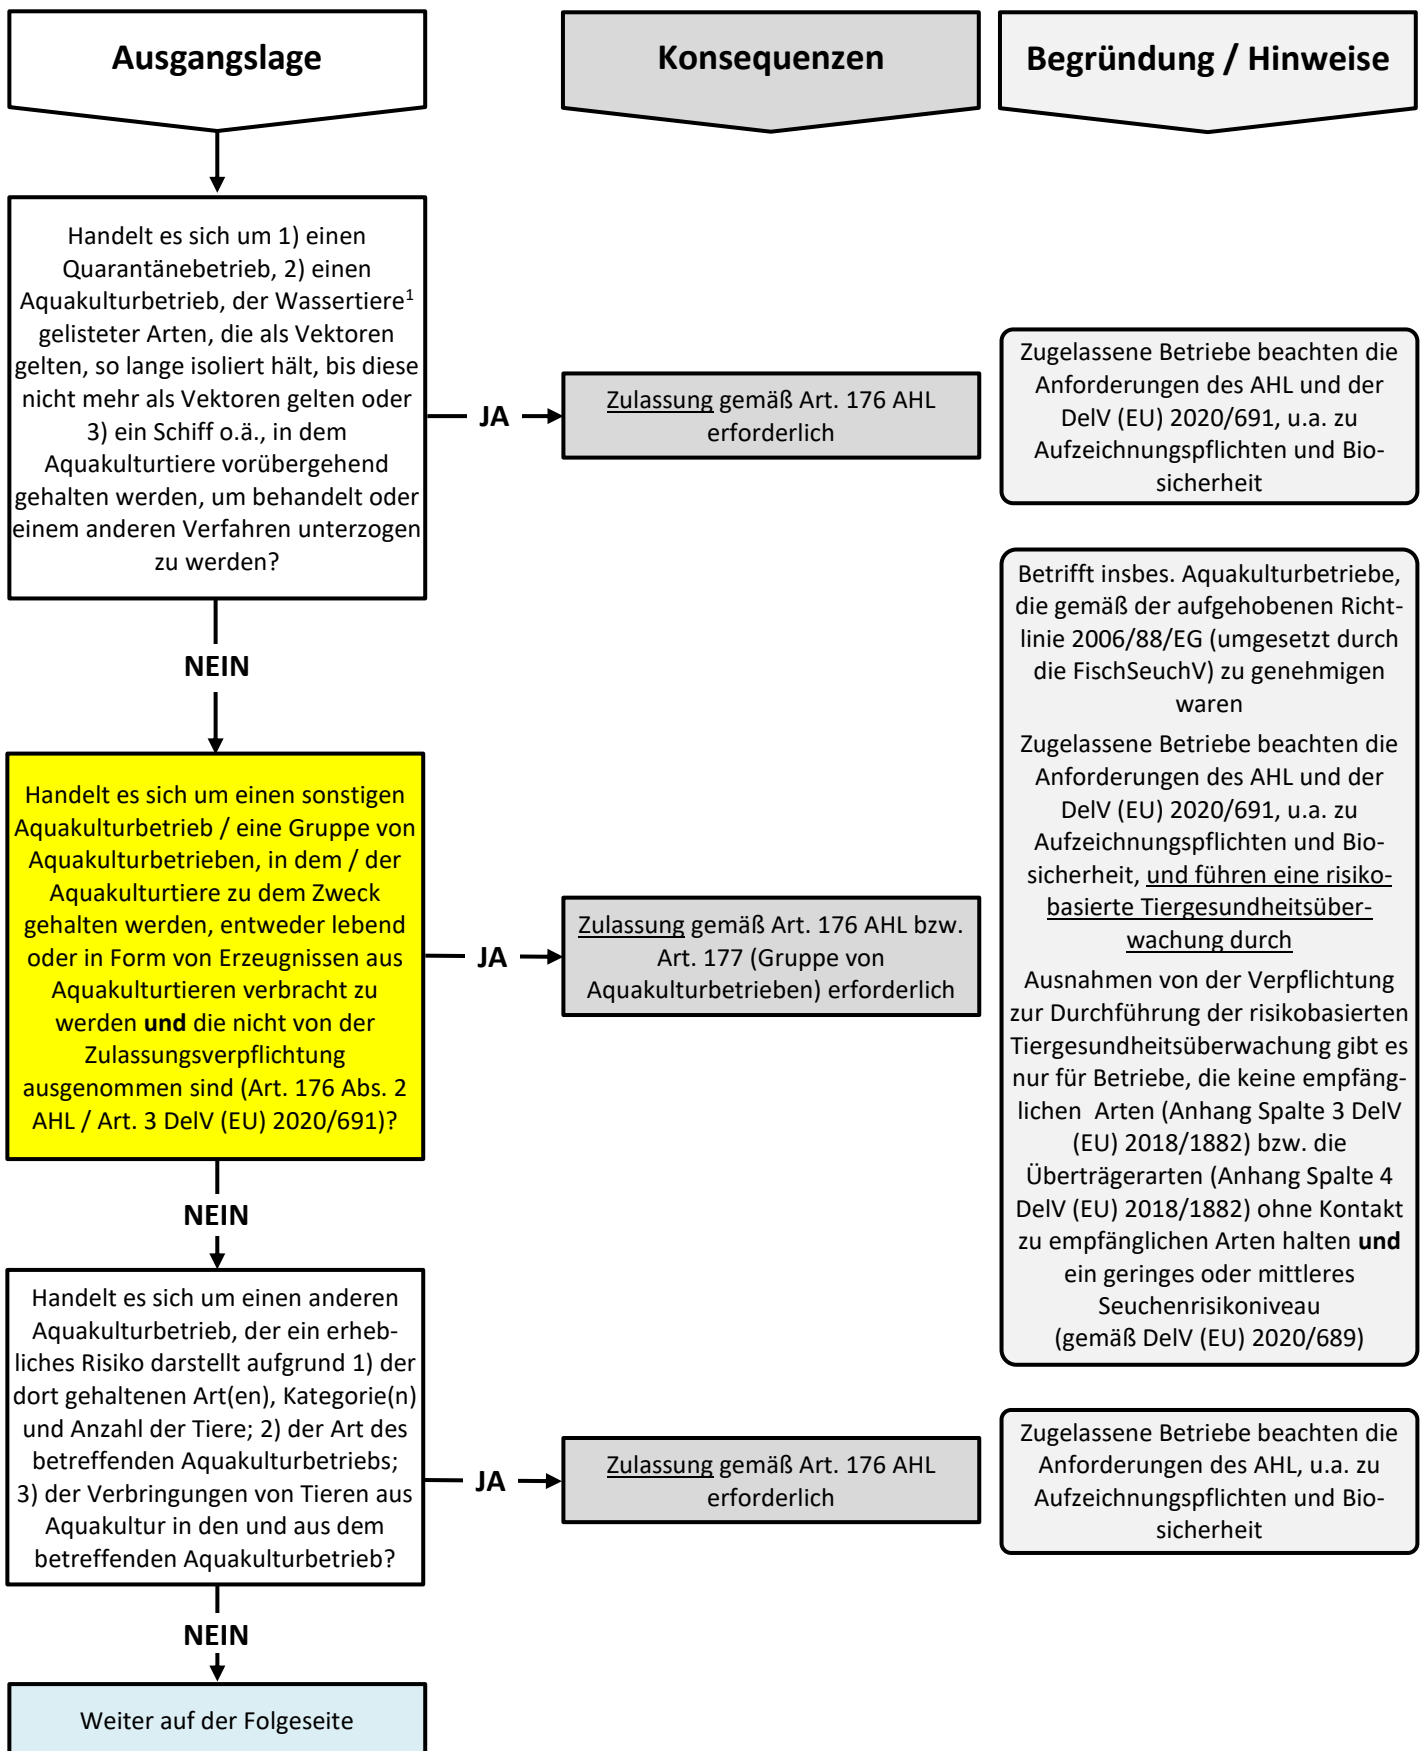 Ausgangslage
Konsequenzen
Begründung / Hinweise
Handelt es sich um 1) einen
Quarantänebetrieb, 2) einen
Aquakulturbetrieb, der Wassertiere¹
gelisteter Arten, die als Vektoren
gelten, so lange isoliert hält, bis diese
nicht mehr als Vektoren gelten oder
3) ein Schiff o.ä., in dem
Aquakulturtiere vorübergehend
gehalten werden, um behandelt oder
einem anderen Verfahren unterzogen
zu werden?
JA
Zulassung gemäß Art. 176 AHL
erforderlich
Zugelassene Betriebe beachten die
Anforderungen des AHL und der
DelV (EU) 2020/691, u.a. zu
Aufzeichnungspflichten und Bio-
sicherheit
NEIN
Handelt es sich um einen sonstigen
Aquakulturbetrieb / eine Gruppe von
Aquakulturbetrieben, in dem / der
Aquakulturtiere zu dem Zweck
gehalten werden, entweder lebend
oder in Form von Erzeugnissen aus
Aquakulturtieren verbracht zu
werden und die nicht von der
Zulassungsverpflichtung
ausgenommen sind (Art. 176 Abs. 2
AHL / Art. 3 DelV (EU) 2020/691)?
JA
Zulassung gemäß Art. 176 AHL bzw.
Art. 177 (Gruppe von
Aquakulturbetrieben) erforderlich
Betrifft insbes. Aquakulturbetriebe,
die gemäß der aufgehobenen Richt-
linie 2006/88/EG (umgesetzt durch
die FischSeuchV) zu genehmigen
waren
Zugelassene Betriebe beachten die
Anforderungen des AHL und der
DelV (EU) 2020/691, u.a. zu
Aufzeichnungspflichten und Bio-
sicherheit, und führen eine risiko-
basierte Tiergesundheitsüber-
wachung durch
Ausnahmen von der Verpflichtung
zur Durchführung der risikobasierten
Tiergesundheitsüberwachung gibt es
nur für Betriebe, die keine empfäng-
lichen Arten (Anhang Spalte 3 DelV
(EU) 2018/1882) bzw. die
Überträgerarten (Anhang Spalte 4
DelV (EU) 2018/1882) ohne Kontakt
zu empfänglichen Arten halten und
ein geringes oder mittleres
Seuchenrisikoniveau
(gemäß DelV (EU) 2020/689)
NEIN
Handelt es sich um einen anderen
Aquakulturbetrieb, der ein erheb-
liches Risiko darstellt aufgrund 1) der
dort gehaltenen Art(en), Kategorie(n)
und Anzahl der Tiere; 2) der Art des
betreffenden Aquakulturbetriebs;
3) der Verbringungen von Tieren aus
Aquakultur in den und aus dem
betreffenden Aquakulturbetrieb?
JA
Zulassung gemäß Art. 176 AHL
erforderlich
Zugelassene Betriebe beachten die
Anforderungen des AHL, u.a. zu
Aufzeichnungspflichten und Bio-
sicherheit
NEIN
Weiter auf der Folgeseite